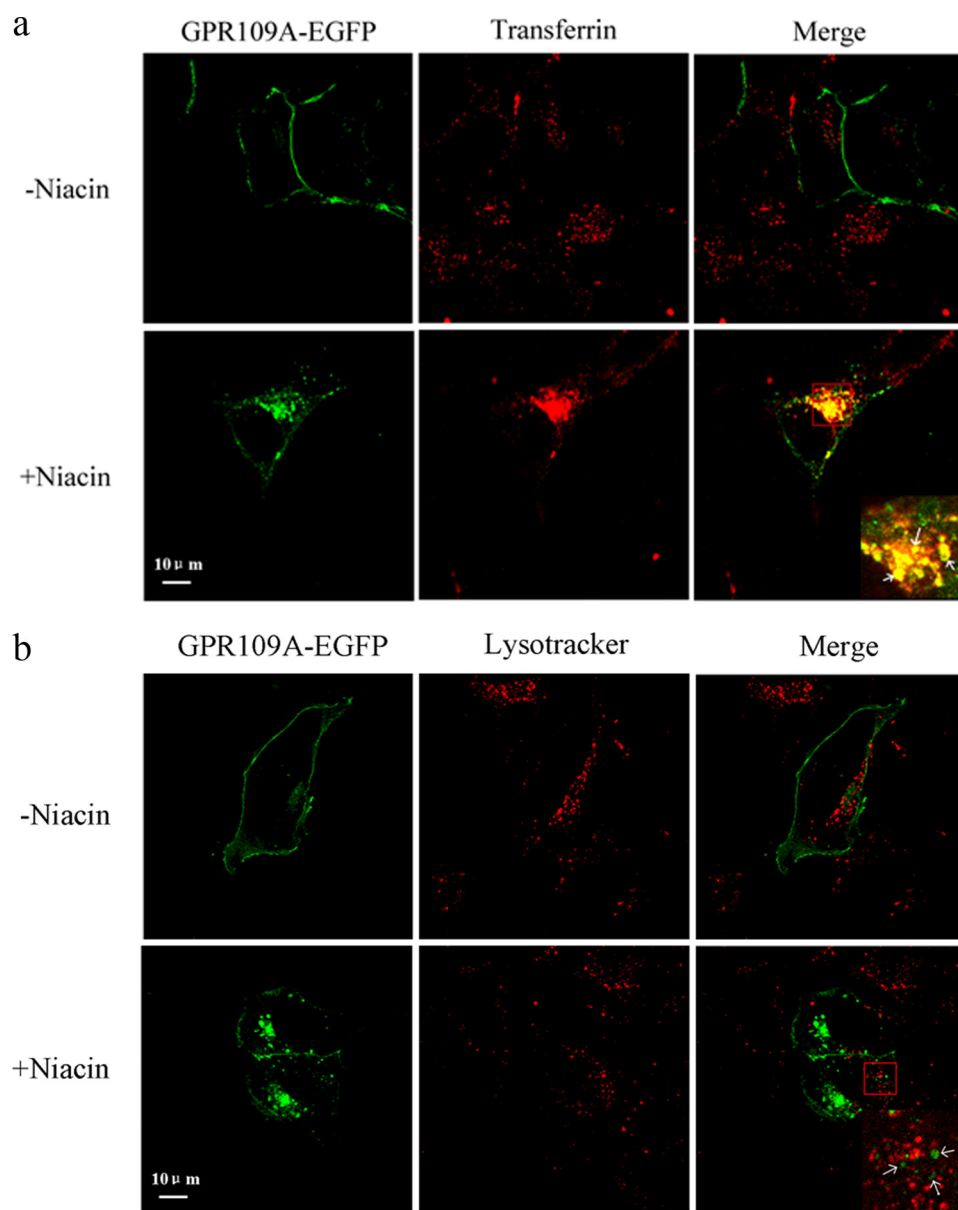 a
GPR109A-EGFP Transferrin Merge
-Niacin
+Niacin
10 μ m
b
GPR109A-EGFP Lysotracker Merge
-Niacin
+Niacin
10 μ m